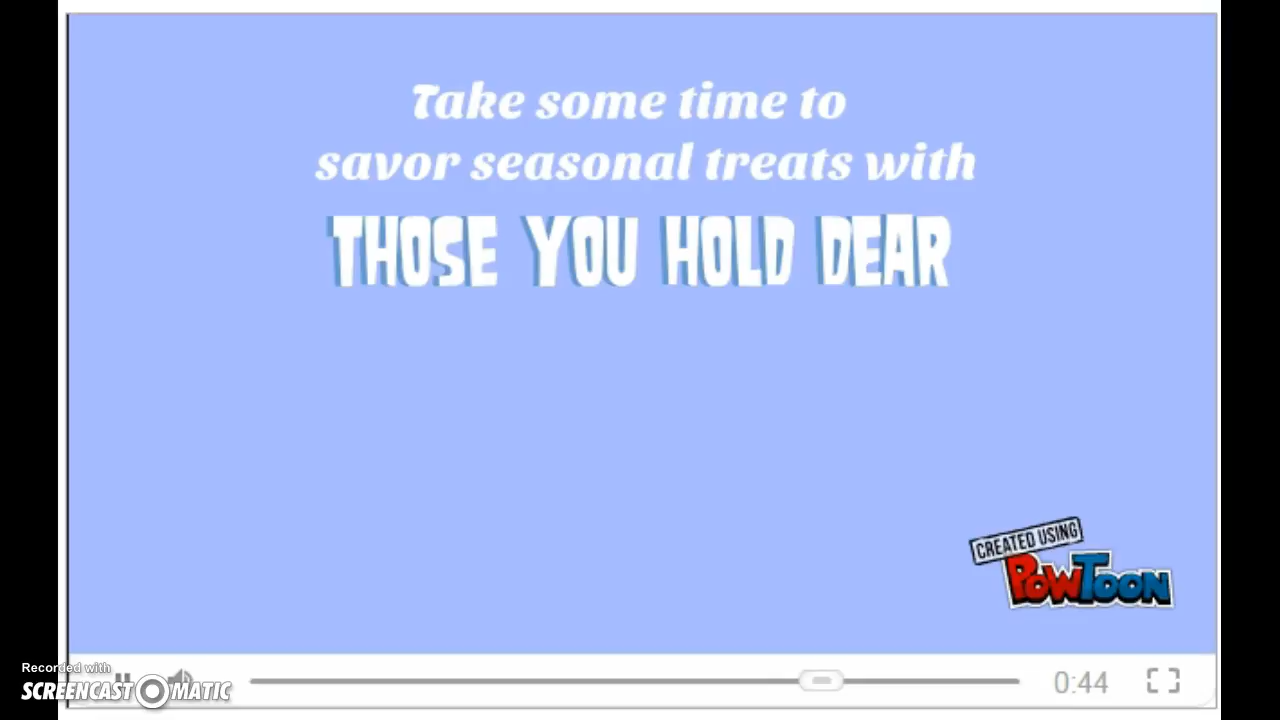 Take some time to
savor seasonal treats with
THOSE YOU HOLD DEAR
CREATED USING
POWTOON
Recorded with
SCREENCAST-O-MATIC
0:44